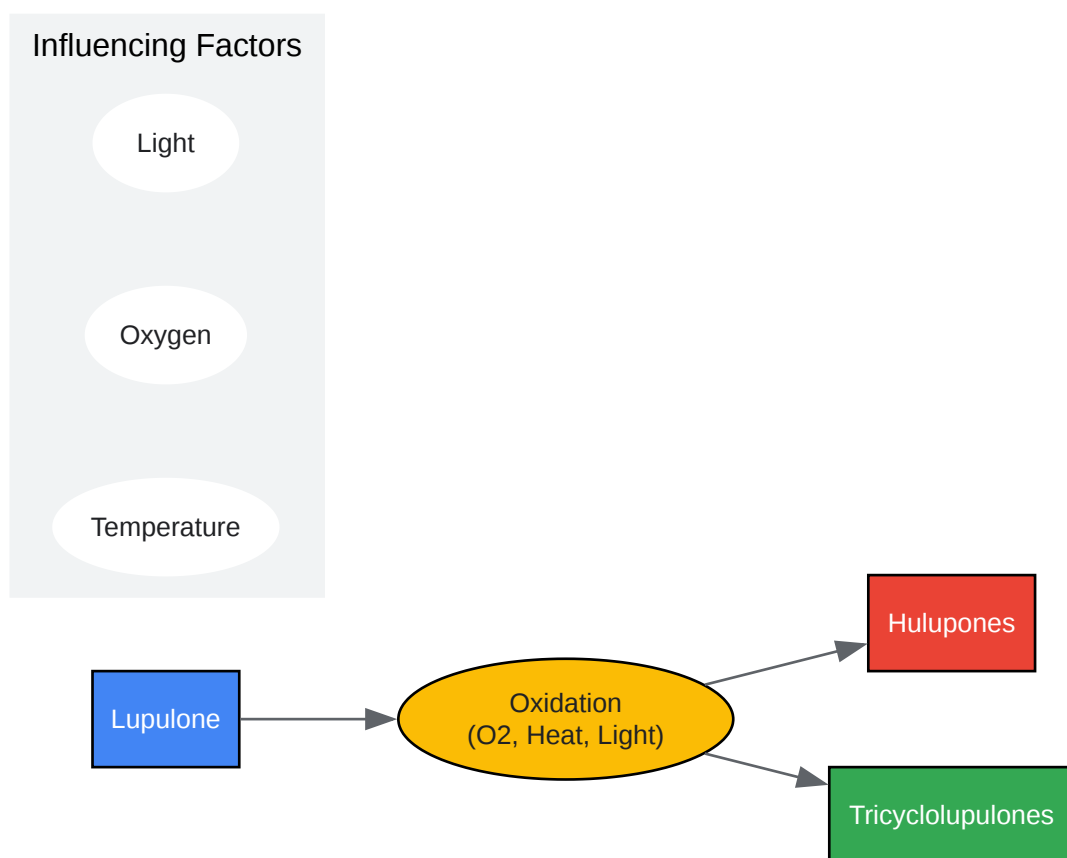 Influencing Factors
Light
Oxygen
Temperature
Hulupones
Lupulone
Oxidation
(O2, Heat, Light)
Tricyclolupulones